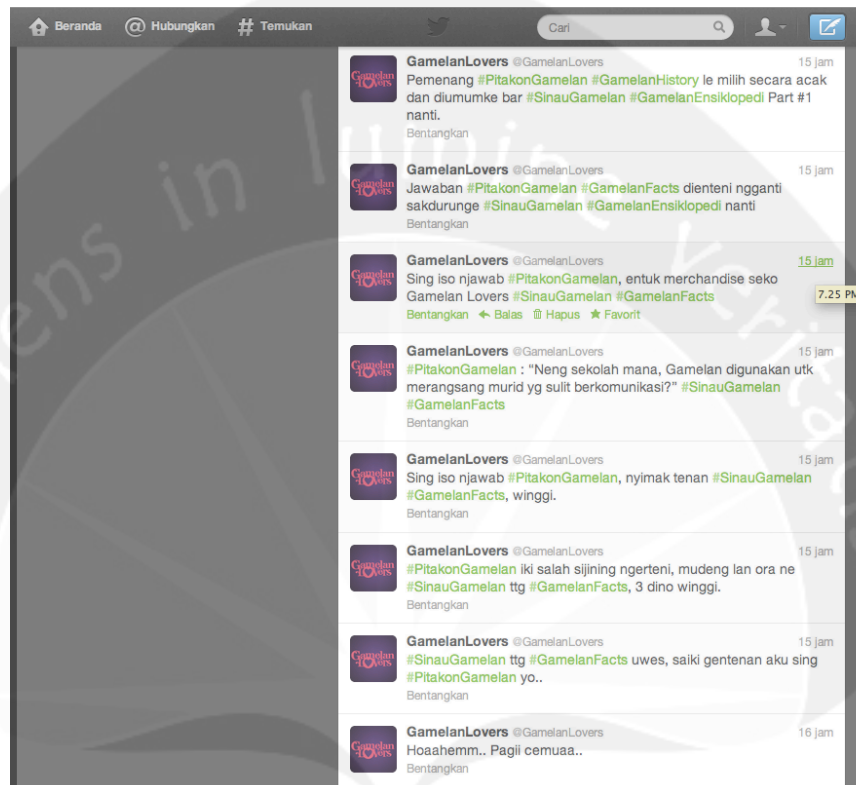 Beranda @ Hubungkan # Temukan Cari
GamelanLovers @GamelanLovers 15 jam
Pemenang #PitakonGamelan #GamelanHistory le milih secara acak
dan diumumke bar #SinauGamelan #GamelanEnsiklopedi Part #1
nanti.
Bentangkan
GamelanLovers @GamelanLovers 15 jam
Jawaban #PitakonGamelan #GamelanFacts dienteni ngganti
sakdurunge #SinauGamelan #GamelanEnsiklopedi nanti
Bentangkan
GamelanLovers @GamelanLovers 15 jam
Sing iso njawab #PitakonGamelan, entuk merchandise seko
Gamelan Lovers #SinauGamelan #GamelanFacts
7.25 PM
Bentangkan Balas Hapus Favorit
GamelanLovers @GamelanLovers 15 jam
#PitakonGamelan : "Neng sekolah mana, Gamelan digunakan utk
merangsang murid yg sulit berkomunikasi?" #SinauGamelan
#GamelanFacts
Bentangkan
GamelanLovers @GamelanLovers 15 jam
Sing iso njawab #PitakonGamelan, nyimak tenan #SinauGamelan
#GamelanFacts, winggi.
Bentangkan
GamelanLovers @GamelanLovers 15 jam
#PitakonGamelan iki salah sijining ngerteni, mudeng lan ora ne
#SinauGamelan ttg #GamelanFacts, 3 dino winggi.
Bentangkan
GamelanLovers @GamelanLovers 15 jam
#SinauGamelan ttg #GamelanFacts uwes, saiki gentenan aku sing
#PitakonGamelan yo..
Bentangkan
GamelanLovers @GamelanLovers 16 jam
Hoaahemm.. Pagii cemuaa..
Bentangkan
in lumine veritatis